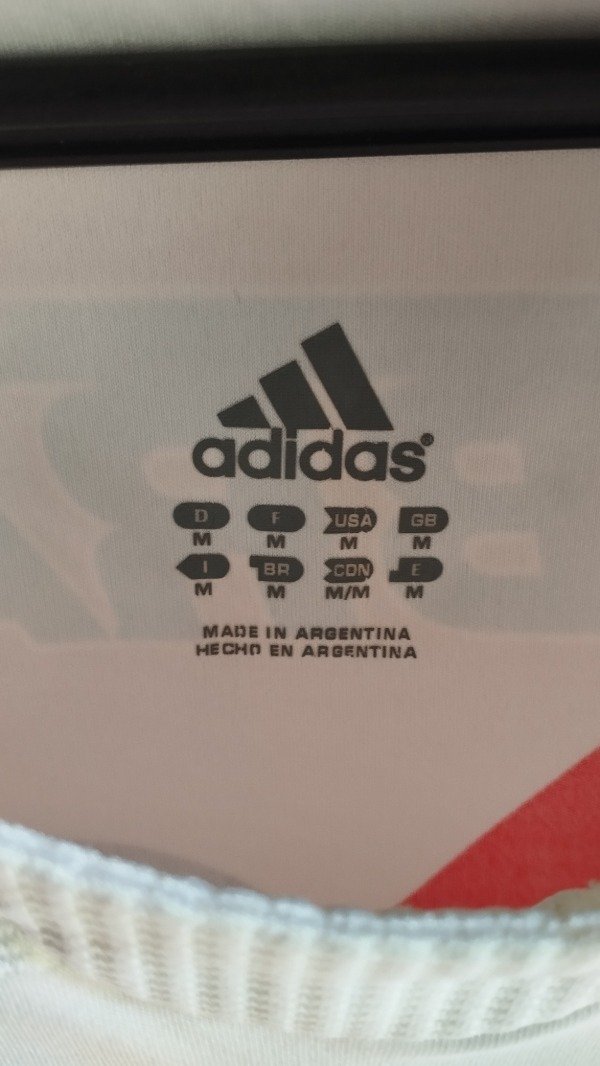 adidas®
D F USA GB
M M M M
I BR CDN E
M M M/M M
MADE IN ARGENTINA
HECHO EN ARGENTINA